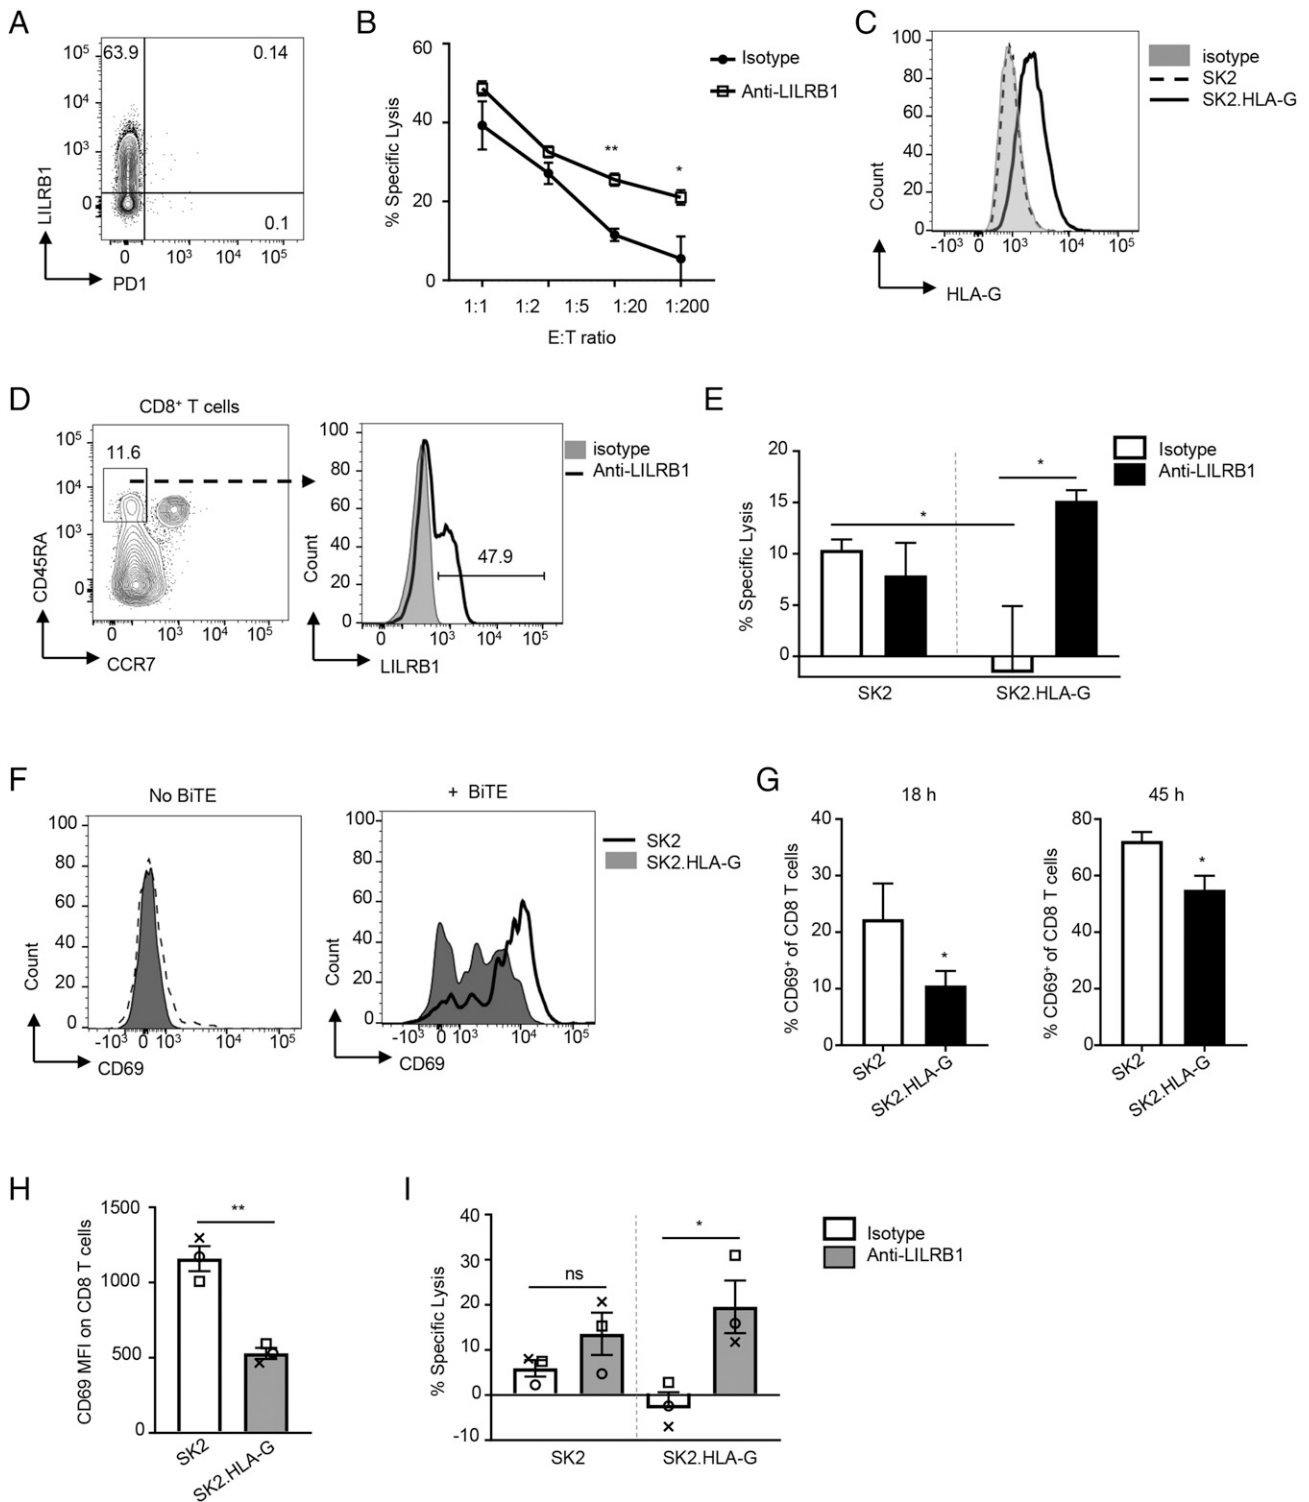 A
10⁵
63.9
0.14
10⁴
10³
0
0.1
LILRB1
0
10³
10⁴
10⁵
PD1
B
60
40
20
0
% Specific Lysis
**
*
1:1
1:2
1:5
1:20
1:200
E:T ratio
Isotype
Anti-LILRB1
C
100
80
60
40
20
0
Count
-10³
0
10³
10⁴
10⁵
HLA-G
isotype
SK2
SK2.HLA-G
D
CD8⁺ T cells
10⁵
11.6
10⁴
10³
0
CD45RA
0
10³
10⁴
10⁵
CCR7
100
80
60
40
20
0
Count
47.9
0
10³
10⁴
10⁵
LILRB1
isotype
Anti-LILRB1
E
20
15
10
5
0
% Specific Lysis
*
*
SK2
SK2.HLA-G
Isotype
Anti-LILRB1
F
No BiTE
100
80
60
40
20
0
Count
-10³
0
10³
10⁴
10⁵
CD69
+ BiTE
100
80
60
40
20
0
Count
-10³
0
10³
10⁴
10⁵
CD69
SK2
SK2.HLA-G
G
18 h
40
30
20
10
0
% CD69⁺ of CD8 T cells
*
SK2
SK2.HLA-G
45 h
80
60
40
20
0
% CD69⁺ of CD8 T cells
*
SK2
SK2.HLA-G
H
1500
1000
500
0
CD69 MFI on CD8 T cells
**
SK2
SK2.HLA-G
I
40
30
20
10
0
-10
% Specific Lysis
ns
*
SK2
SK2.HLA-G
Isotype
Anti-LILRB1